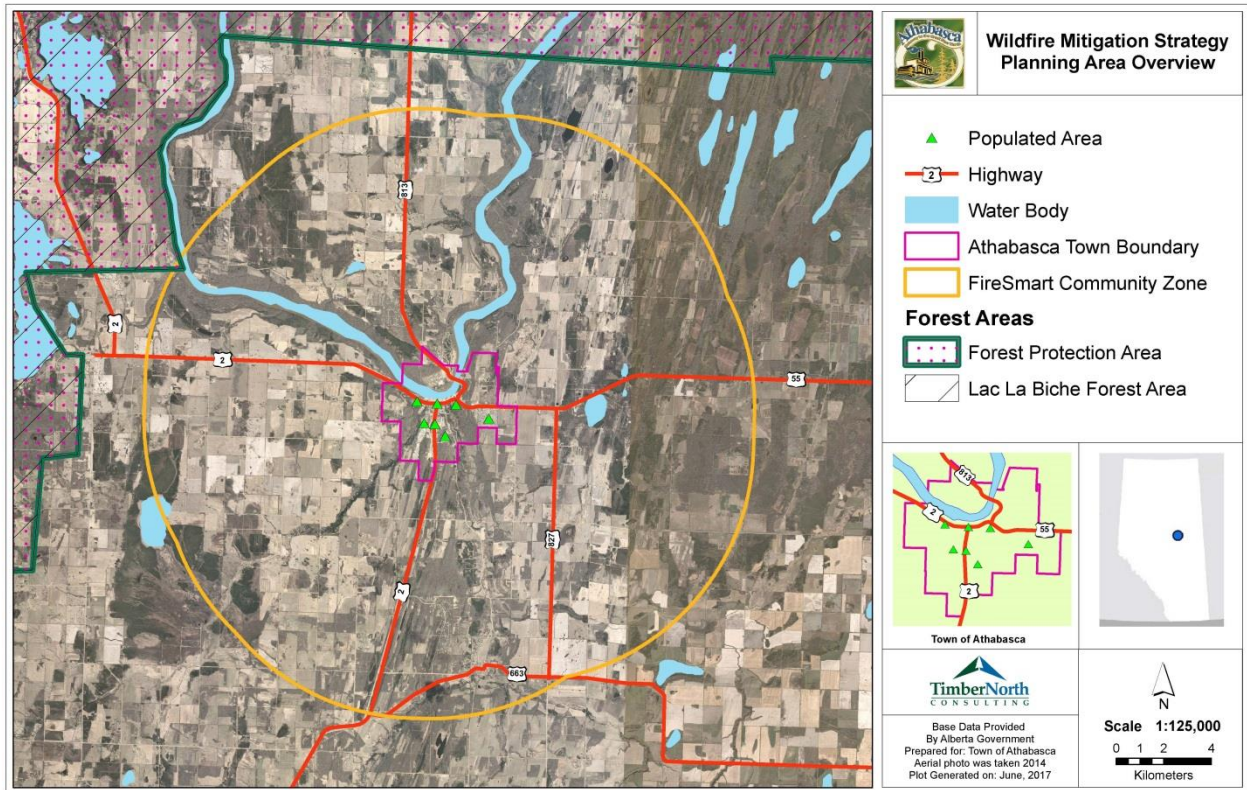 813
2
2
55
827
2
663
Athabasca
Wildfire Mitigation Strategy
Planning Area Overview
Populated Area
2
Highway
Water Body
Athabasca Town Boundary
FireSmart Community Zone
Forest Areas
Forest Protection Area
Lac La Biche Forest Area
813
2
55
2
Town of Athabasca
TimberNorth
CONSULTING
Base Data Provided
By Alberta Government
Prepared for: Town of Athabasca
Aerial photo was taken 2014
Plot Generated on: June, 2017
N
Scale 1:125,000
0 1 2 4
Kilometers